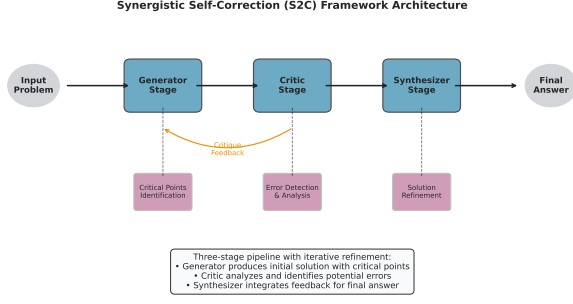 Synergistic Self-Correction (S2C) Framework Architecture
Input
Problem
Generator
Stage
Critic
Stage
Synthesizer
Stage
Final
Answer
Critique
Feedback
Critical Points
Identification
Error Detection
& Analysis
Solution
Refinement
Three-stage pipeline with iterative refinement:
• Generator produces initial solution with critical points
• Critic analyzes and identifies potential errors
• Synthesizer integrates feedback for final answer